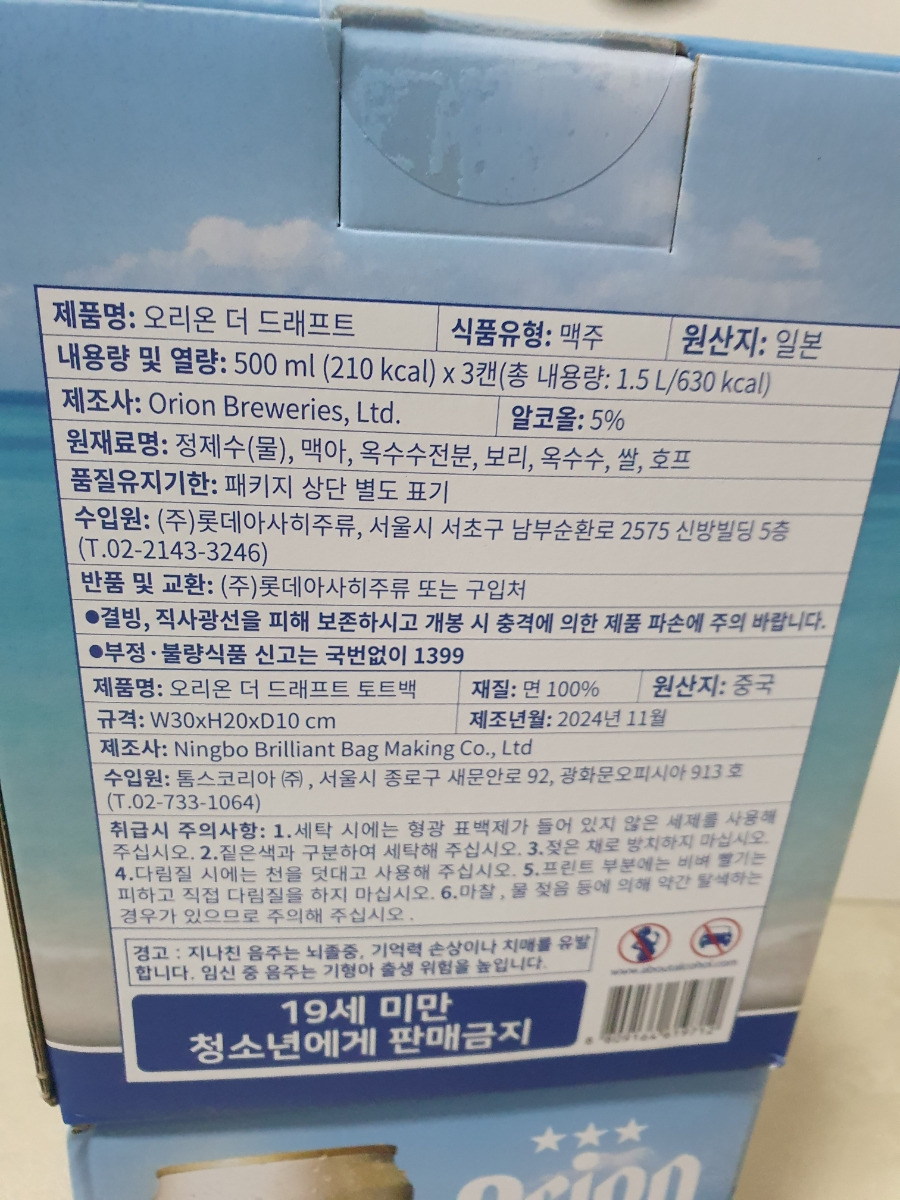 제품명: 오리온 더 드래프트 식품유형: 맥주 원산지: 일본
내용량 및 열량: 500 ml (210 kcal) x 3캔(총 내용량: 1.5 L/630 kcal)
제조사: Orion Breweries, Ltd. 알코올: 5%
원재료명: 정제수(물), 맥아, 옥수수전분, 보리, 옥수수, 쌀, 호프
품질유지기한: 패키지 상단 별도 표기
수입원: (주)롯데아사히주류, 서울시 서초구 남부순환로 2575 신방빌딩 5층
(T.02-2143-3246)
반품 및 교환: (주)롯데아사히주류 또는 구입처
●결빙, 직사광선을 피해 보존하시고 개봉 시 충격에 의한 제품 파손에 주의 바랍니다.
●부정·불량식품 신고는 국번없이 1399
제품명: 오리온 더 드래프트 토트백 재질: 면 100% 원산지: 중국
규격: W30xH20xD10 cm 제조년월: 2024년 11월
제조사: Ningbo Brilliant Bag Making Co., Ltd
수입원: 톰스코리아㈜, 서울시 종로구 새문안로 92, 광화문오피시아 913 호
(T.02-733-1064)
취급시 주의사항: 1.세탁 시에는 형광 표백제가 들어 있지 않은 세제를 사용해
주십시오. 2.짙은색과 구분하여 세탁해 주십시오. 3.젖은 채로 방치하지 마십시오.
4.다림질 시에는 천을 덧대고 사용해 주십시오. 5.프린트 부분에는 비벼 빨기는
피하고 직접 다림질을 하지 마십시오. 6.마찰, 물 젖음 등에 의해 약간 탈색하는
경우가 있으므로 주의해 주십시오.
경고 : 지나친 음주는 뇌졸중, 기억력 손상이나 치매를 유발
합니다. 임신 중 음주는 기형아 출생 위험을 높입니다.
www.aboutalcohol.com
19세 미만
청소년에게 판매금지
Orion